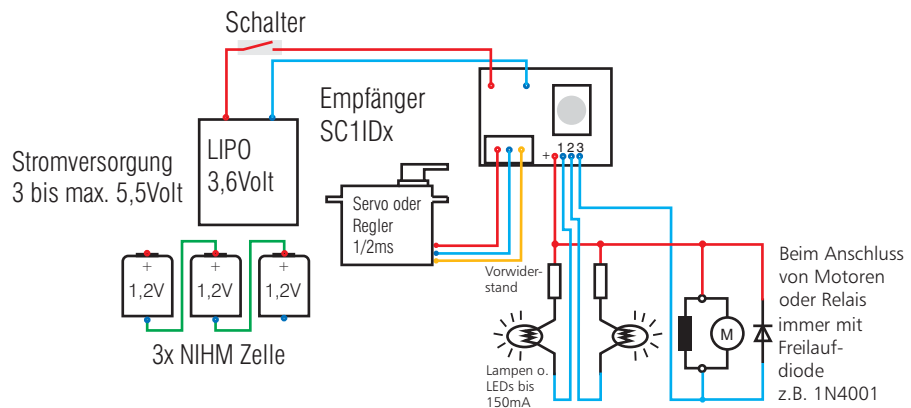 Schalter
Empfänger
SC1IDx
Stromversorgung
3 bis max. 5,5Volt
LIPO
3,6Volt
Servo oder
Regler
1/2ms
+ 1 2 3
+
1,2V
+
1,2V
+
1,2V
3x NIHM Zelle
Vorwider-
stand
Lampen o.
LEDs bis
150mA
M
Beim Anschluss
von Motoren
oder Relais
immer mit
Freilauf-
diode
z.B. 1N4001